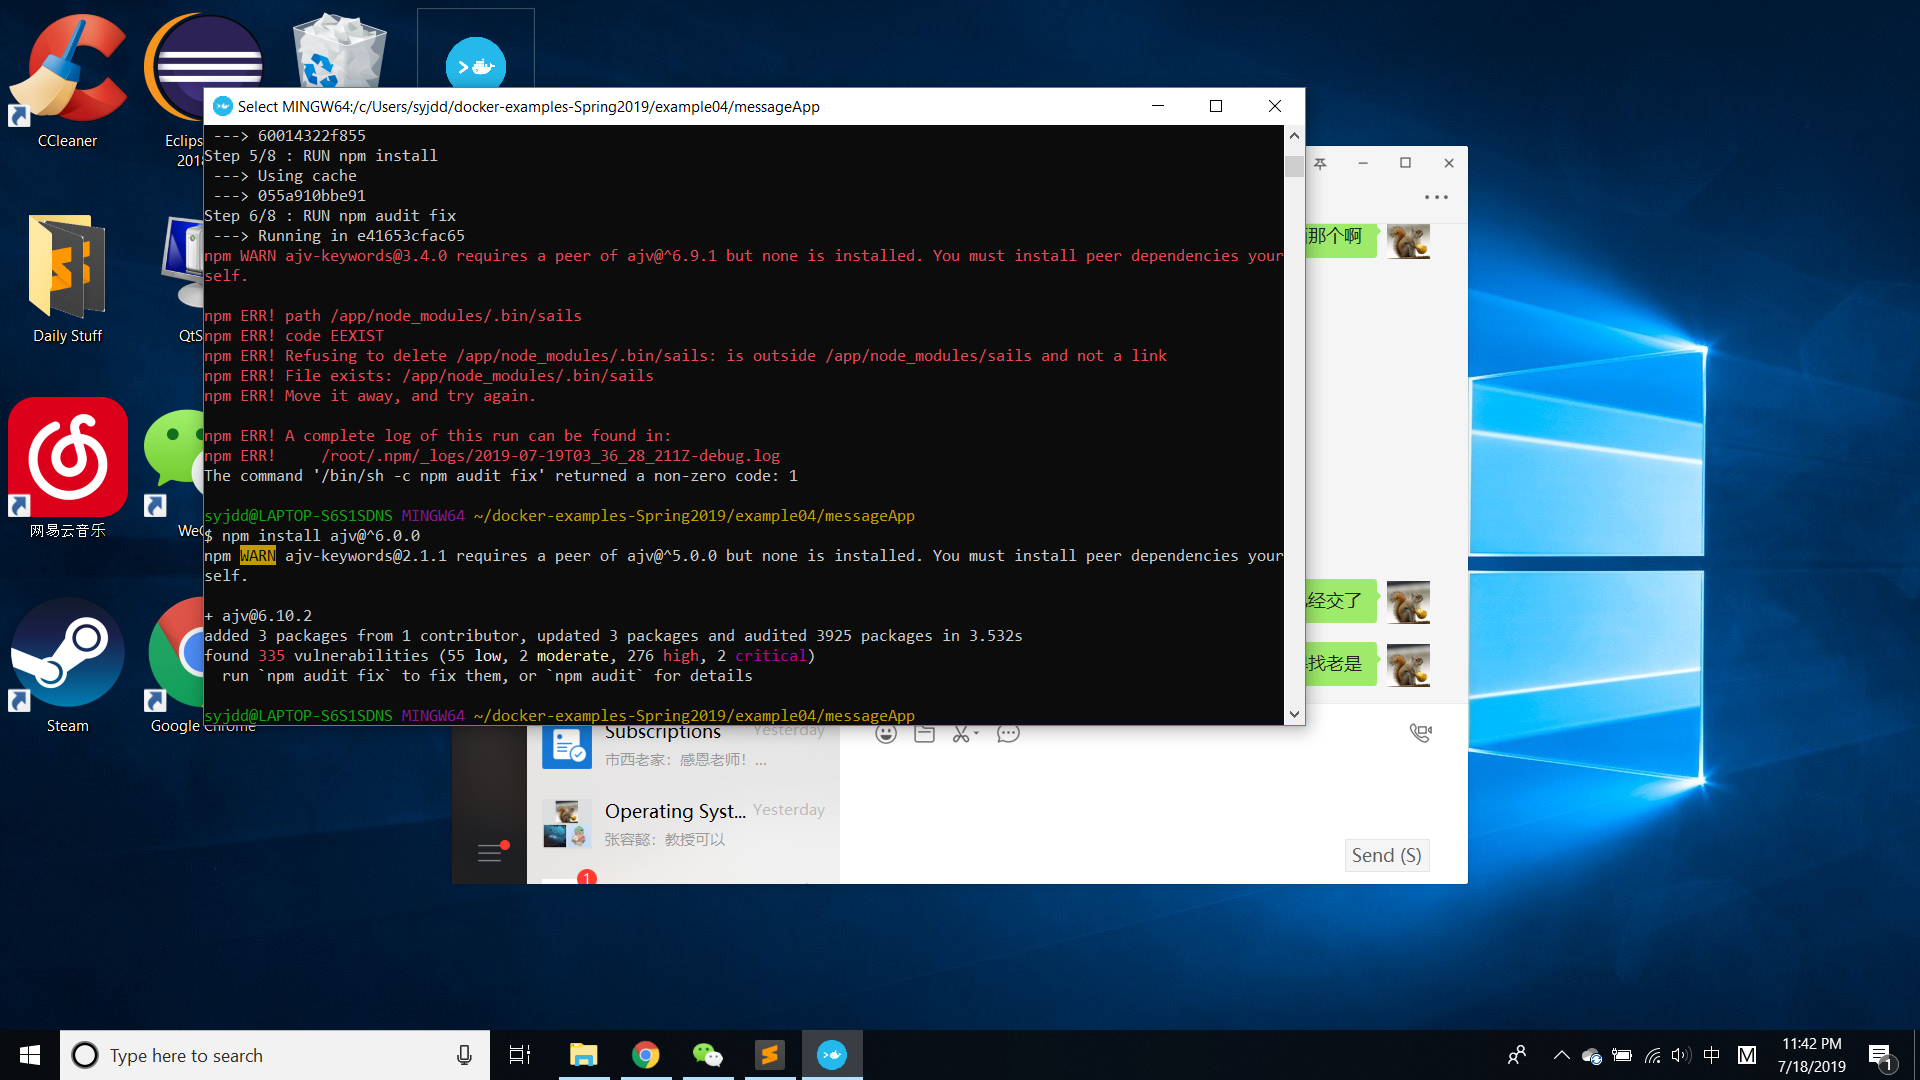 CCleaner
Eclips
2018
Daily Stuff
QtS
网易云音乐
WeC
Steam
Google Chrome
Select MINGW64:/c/Users/syjdd/docker-examples-Spring2019/example04/messageApp
---> 60014322f855
Step 5/8 : RUN npm install
---> Using cache
---> 055a910bbe91
Step 6/8 : RUN npm audit fix
---> Running in e41653cfac65
npm WARN ajv-keywords@3.4.0 requires a peer of ajv@^6.9.1 but none is installed. You must install peer dependencies your
self.
npm ERR! path /app/node_modules/.bin/sails
npm ERR! code EEXIST
npm ERR! Refusing to delete /app/node_modules/.bin/sails: is outside /app/node_modules/sails and not a link
npm ERR! File exists: /app/node_modules/.bin/sails
npm ERR! Move it away, and try again.
npm ERR! A complete log of this run can be found in:
npm ERR!     /root/.npm/_logs/2019-07-19T03_36_28_211Z-debug.log
The command '/bin/sh -c npm audit fix' returned a non-zero code: 1
syjdd@LAPTOP-S6S1SDNS MINGW64 ~/docker-examples-Spring2019/example04/messageApp
$ npm install ajv@^6.0.0
npm WARN ajv-keywords@2.1.1 requires a peer of ajv@^5.0.0 but none is installed. You must install peer dependencies your
self.
+ ajv@6.10.2
added 3 packages from 1 contributor, updated 3 packages and audited 3925 packages in 3.532s
found 335 vulnerabilities (55 low, 2 moderate, 276 high, 2 critical)
run `npm audit fix` to fix them, or `npm audit` for details
syjdd@LAPTOP-S6S1SDNS MINGW64 ~/docker-examples-Spring2019/example04/messageApp
那个啊
经交了
找老是
Subscriptions Yesterday
市西老家：感恩老师！...
Operating Syst... Yesterday
张容懿：教授可以
1
Send (S)
Type here to search
中
M
11:42 PM
7/18/2019
1